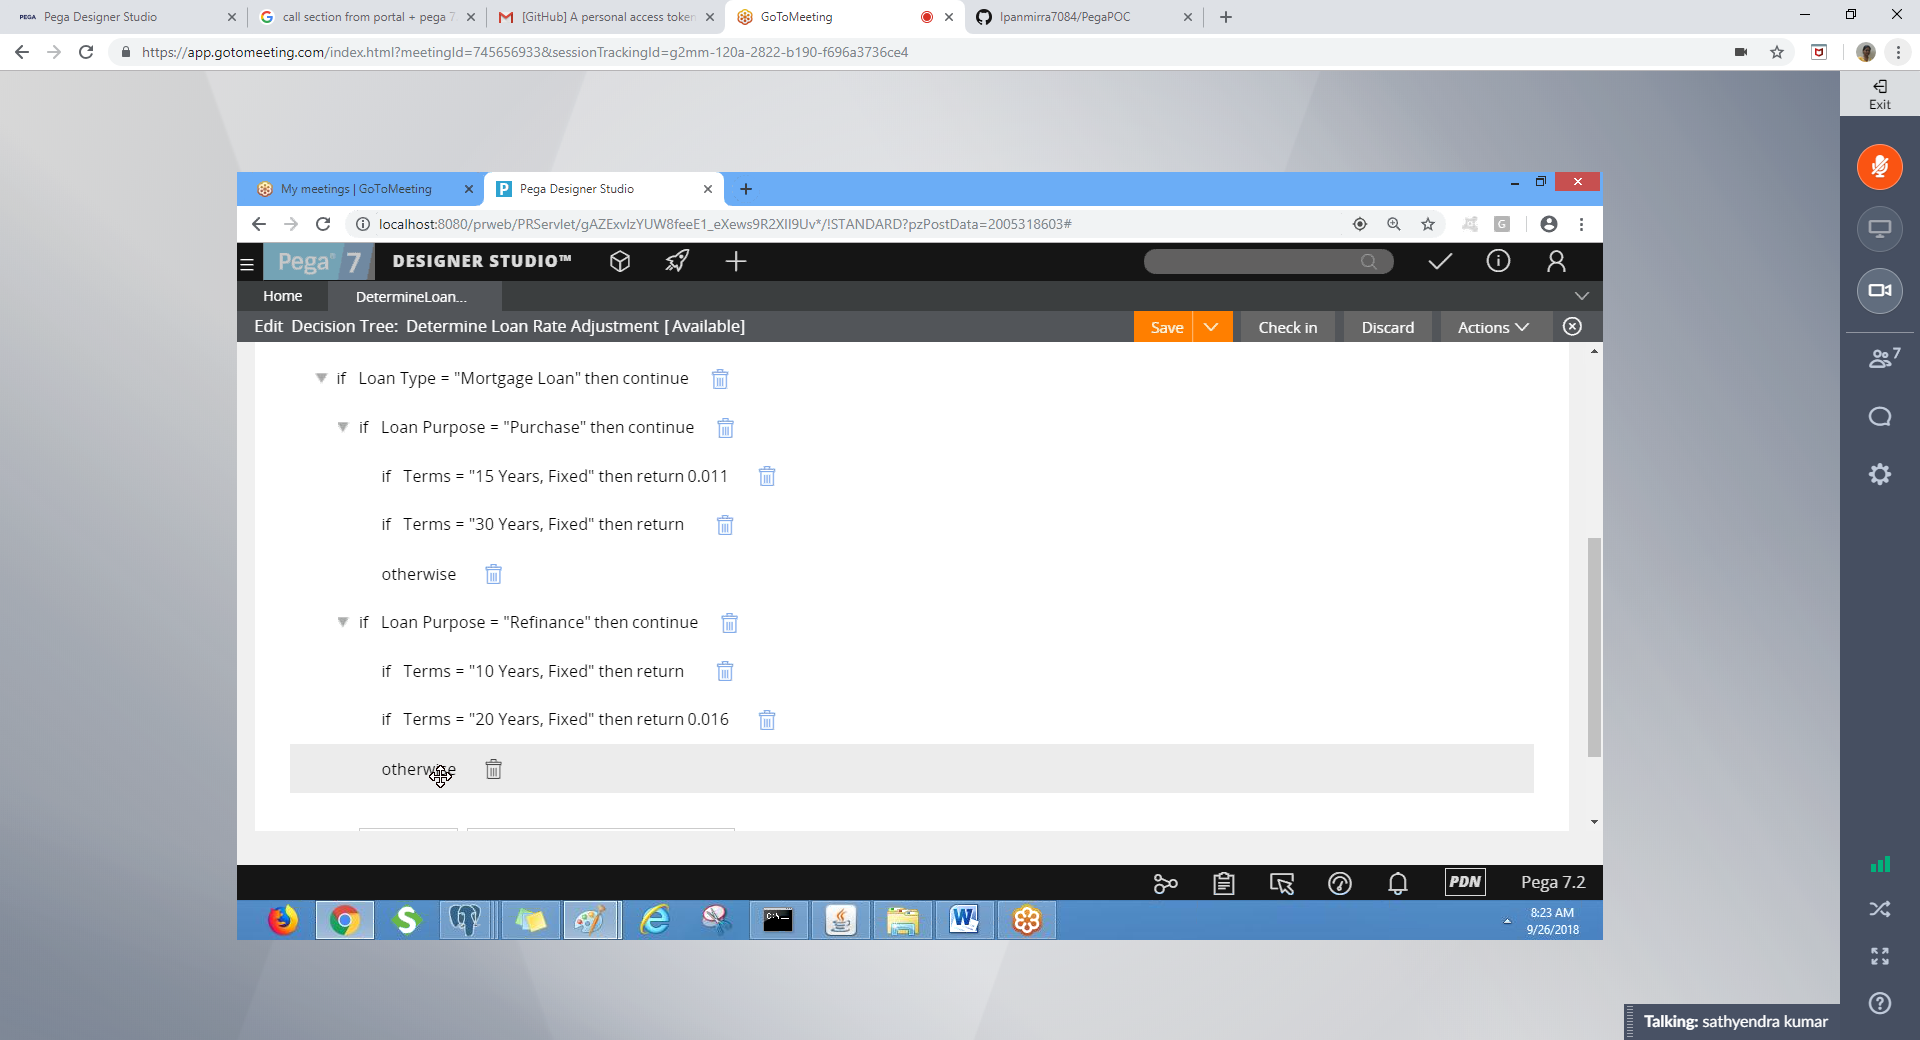 Pega Designer Studio
call section from portal + pega 7
[GitHub] A personal access token
GoToMeeting
lpanmirra7084/PegaPOC
https://app.gotomeeting.com/index.html?meetingId=745656933&sessionTrackingId=g2mm-120a-2822-b190-f696a3736ce4
Exit
My meetings | GoToMeeting
Pega Designer Studio
localhost:8080/prweb/PRServlet/gAZExvlzYUW8feeE1_eXews9R2XII9Uv*/!STANDARD?pzPostData=2005318603#
Pega 7
DESIGNER STUDIO™
Home
DetermineLoan...
Edit Decision Tree: Determine Loan Rate Adjustment [ Available]
Save
Check in
Discard
Actions
if Loan Type = "Mortgage Loan" then continue
if Loan Purpose = "Purchase" then continue
if Terms = "15 Years, Fixed" then return 0.011
if Terms = "30 Years, Fixed" then return
otherwise
if Loan Purpose = "Refinance" then continue
if Terms = "10 Years, Fixed" then return
if Terms = "20 Years, Fixed" then return 0.016
otherwise
7
PDN
Pega 7.2
8:23 AM
9/26/2018
Talking: sathyendra kumar